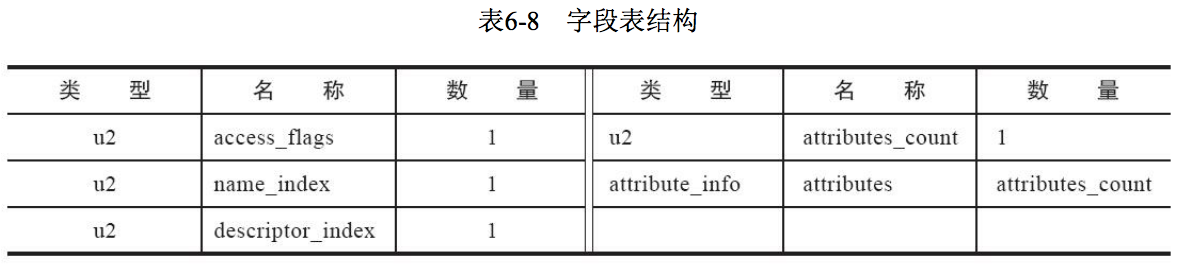 表6-8 字段表结构
类 型 名 称 数 量 类 型 名 称 数 量
u2 access_flags 1 u2 attributes_count 1
u2 name_index 1 attribute_info attributes attributes_count
u2 descriptor_index 1